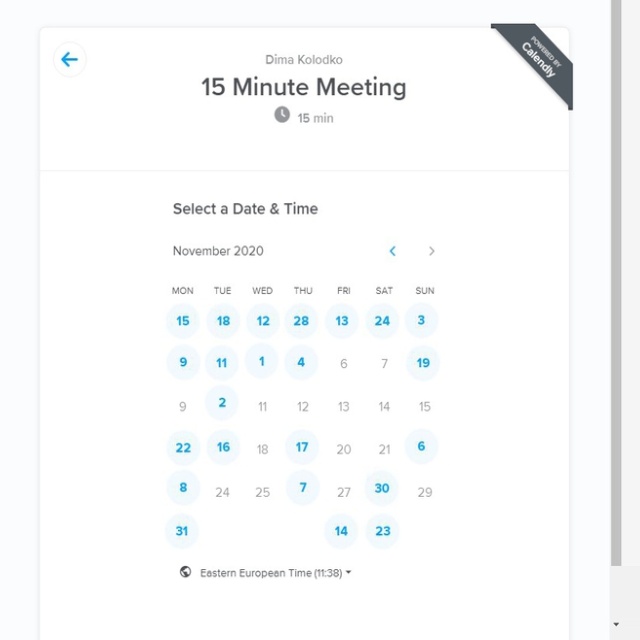 Dima Kolodko
POWERED BY
Calendly
15 Minute Meeting
15 min
Select a Date & Time
November 2020
MON TUE WED THU FRI SAT SUN
15 18 12 28 13 24 3
9 11 1 4 6 7 19
9 2 11 12 13 14 15
22 16 18 17 20 21 6
8 24 25 7 27 30 29
31 14 23
Eastern European Time (11:38)